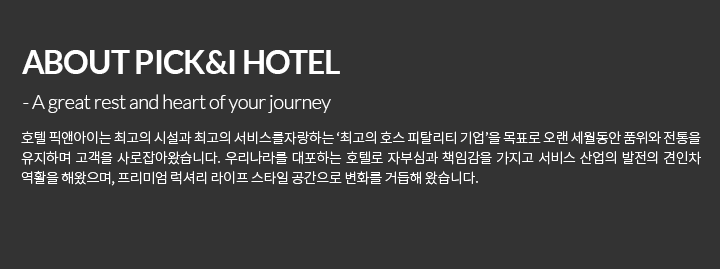 ABOUT PICK&I HOTEL
- A great rest and heart of your journey
호텔 픽앤아이는 최고의 시설과 최고의 서비스를자랑하는 ‘최고의 호스 피탈리티 기업’을 목표로 오랜 세월동안 품위와 전통을
유지하며 고객을 사로잡아왔습니다. 우리나라를 대포하는 호텔로 자부심과 책임감을 가지고 서비스 산업의 발전의 견인차
역활을 해왔으며, 프리미엄 럭셔리 라이프 스타일 공간으로 변화를 거듭해 왔습니다.